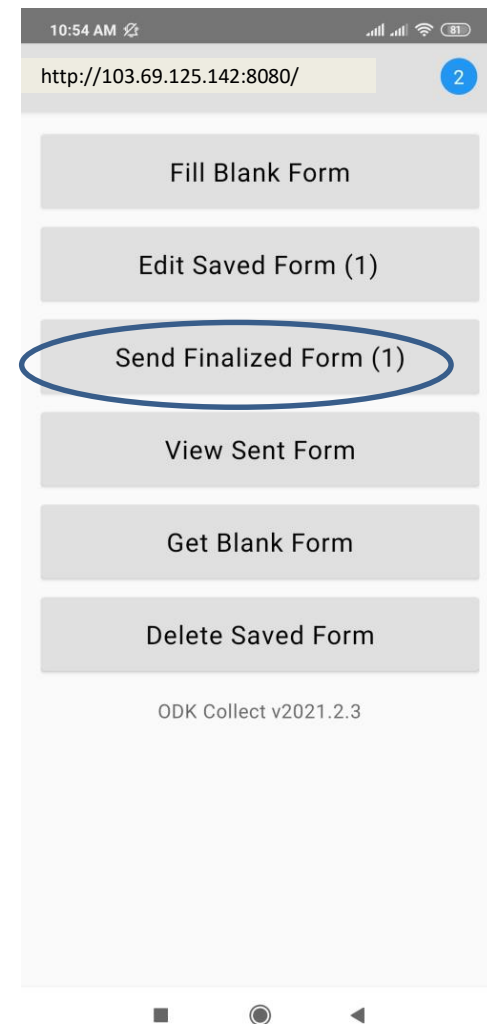 10:54 AM 81
http://103.69.125.142:8080/ 2
Fill Blank Form
Edit Saved Form (1)
Send Finalized Form (1)
View Sent Form
Get Blank Form
Delete Saved Form
ODK Collect v2021.2.3